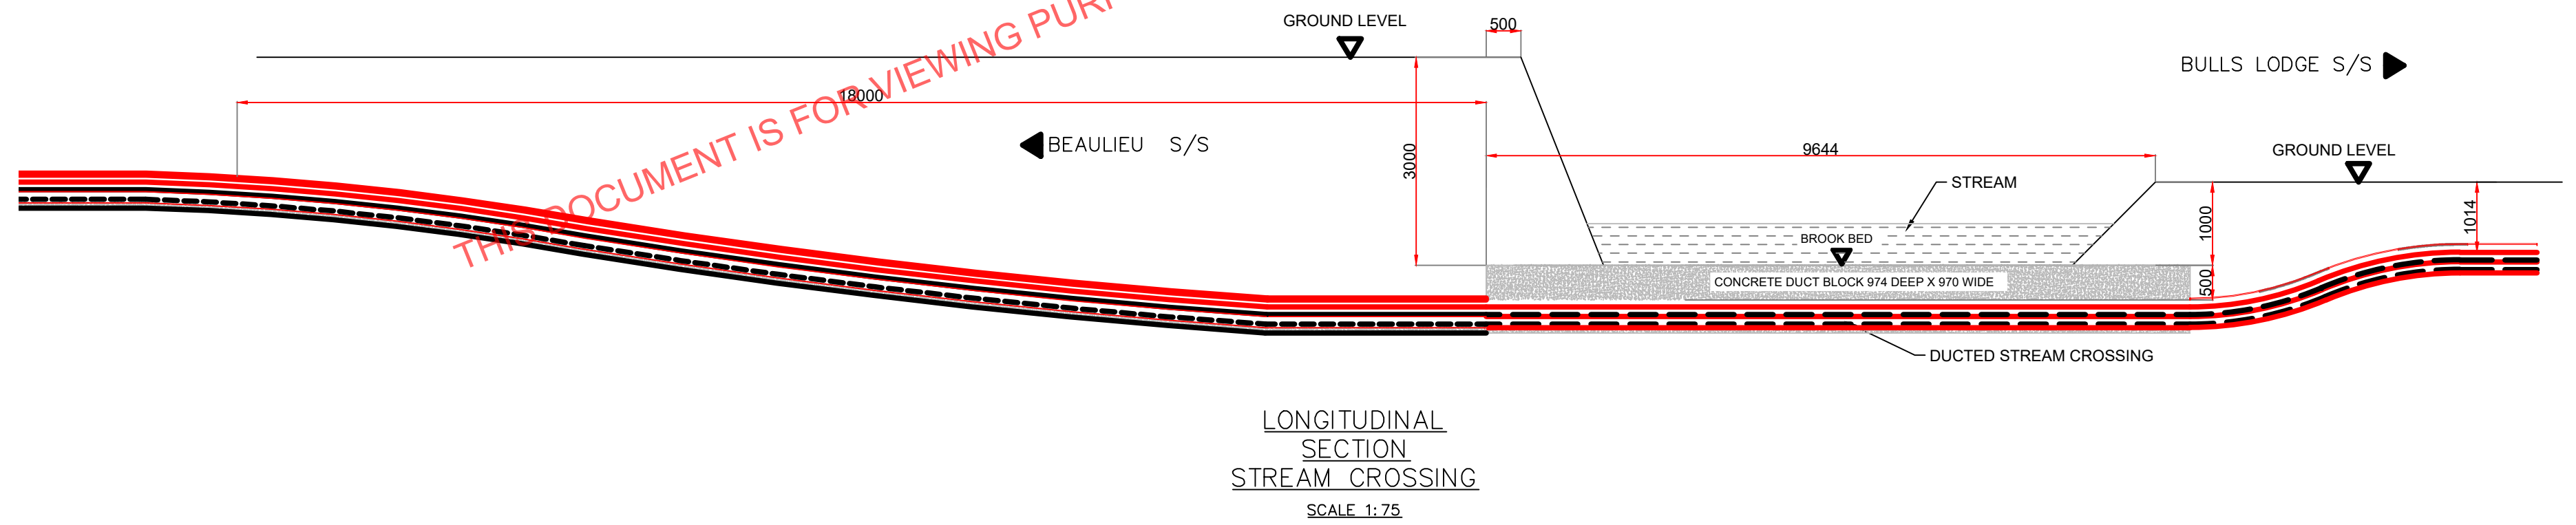 GROUND LEVEL
500
BULLS LODGE S/S
18000
THIS DOCUMENT IS FOR VIEWING
BEAULIEU S/S
3000
9644
GROUND LEVEL
STREAM
1000
1014
BROOK BED
CONCRETE DUCT BLOCK 974 DEEP X 970 WIDE
500
DUCTED STREAM CROSSING
LONGITUDINAL
SECTION
STREAM CROSSING
SCALE 1:75